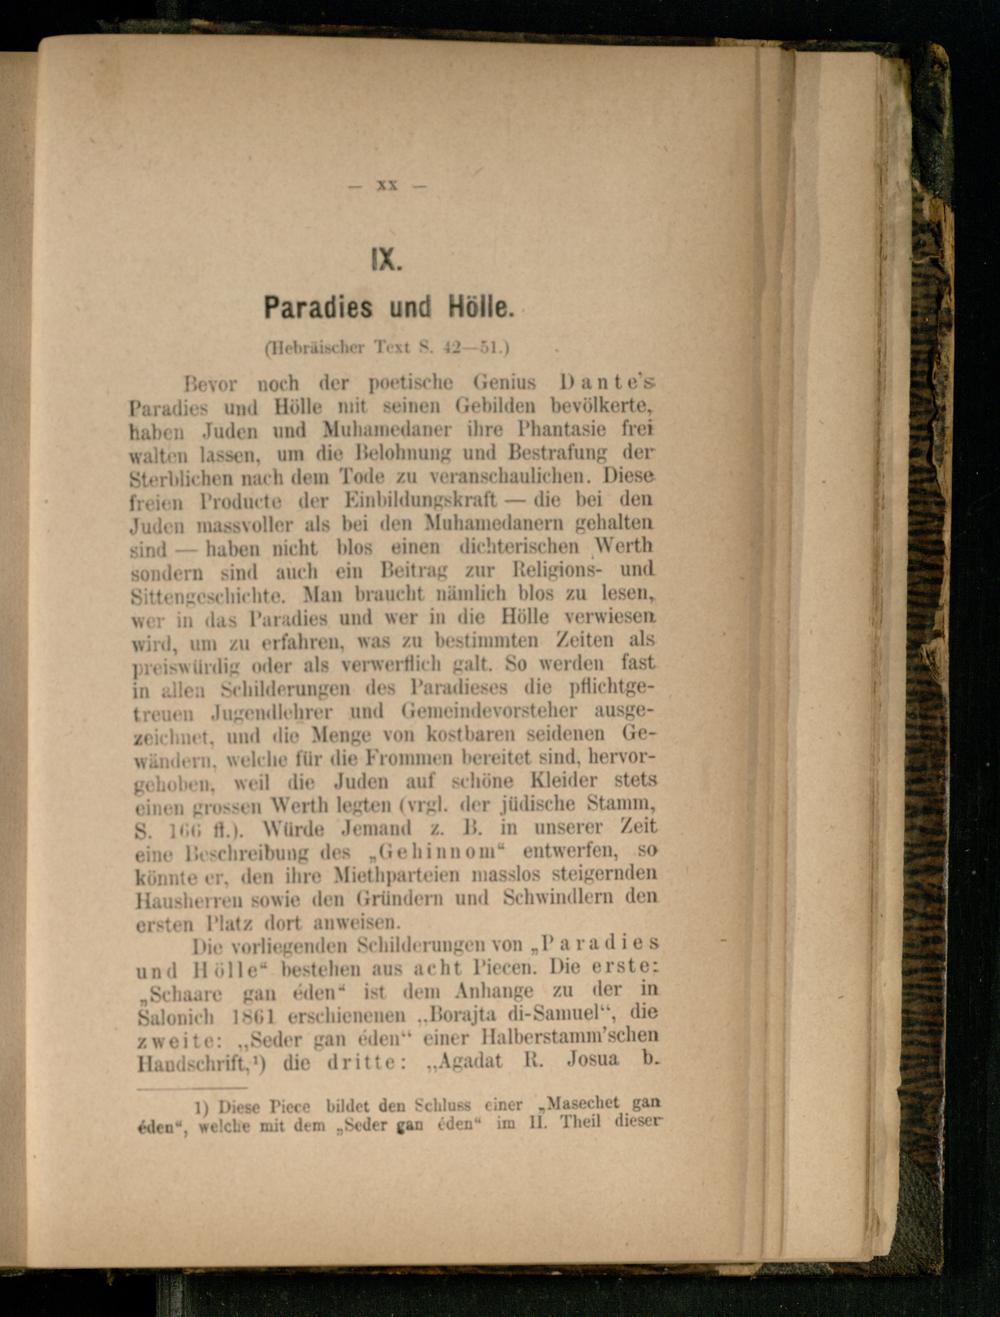 — xx —
IX.
Paradies und Hölle.
(Hebräischer Text S. 42—51.)
Bevor noch der poetische Genius Dante's
Paradies und Hölle mit seinen Gebilden bevölkerte,
haben Juden und Muhamedaner ihre Phantasie frei
walten lassen, um die Belohnung und Bestrafung der
Sterblichen nach dem Tode zu veranschaulichen. Diese
freien Producte der Einbildungskraft — die bei den
Juden massvoller als bei den Muhamedanern gehalten
sind — haben nicht blos einen dichterischen Werth
sondern sind auch ein Beitrag zur Religions- und
Sittengeschichte. Man braucht nämlich blos zu lesen,
wer in das Paradies und wer in die Hölle verwiesen
wird, um zu erfahren, was zu bestimmten Zeiten als
preiswürdig oder als verwerflich galt. So werden fast
in allen Schilderungen des Paradieses die pflichtge-
treuen Jugendlehrer und Gemeindevorsteher ausge-
zeichnet, und die Menge von kostbaren seidenen Ge-
wändern, welche für die Frommen bereitet sind, hervor-
gehoben, weil die Juden auf schöne Kleider stets
einen grossen Werth legten (vrgl. der jüdische Stamm,
S. 166 ff.). Würde Jemand z. B. in unserer Zeit
eine Beschreibung des „Gehinnom“ entwerfen, so
könnte er, den ihre Miethparteien masslos steigernden
Hausherren sowie den Gründern und Schwindlern den
ersten Platz dort anweisen.
Die vorliegenden Schilderungen von „Paradies
und Hölle“ bestehen aus acht Piecen. Die erste:
„Schaare gan éden“ ist dem Anhange zu der in
Salonich 1861 erschienenen „Borajta di-Samuel“, die
zweite: „Seder gan éden“ einer Halberstamm'schen
Handschrift,¹) die dritte: „Agadat R. Josua b.
1) Diese Piece bildet den Schluss einer „Masechet gan
éden“, welche mit dem „Seder gan éden“ im II. Theil dieser